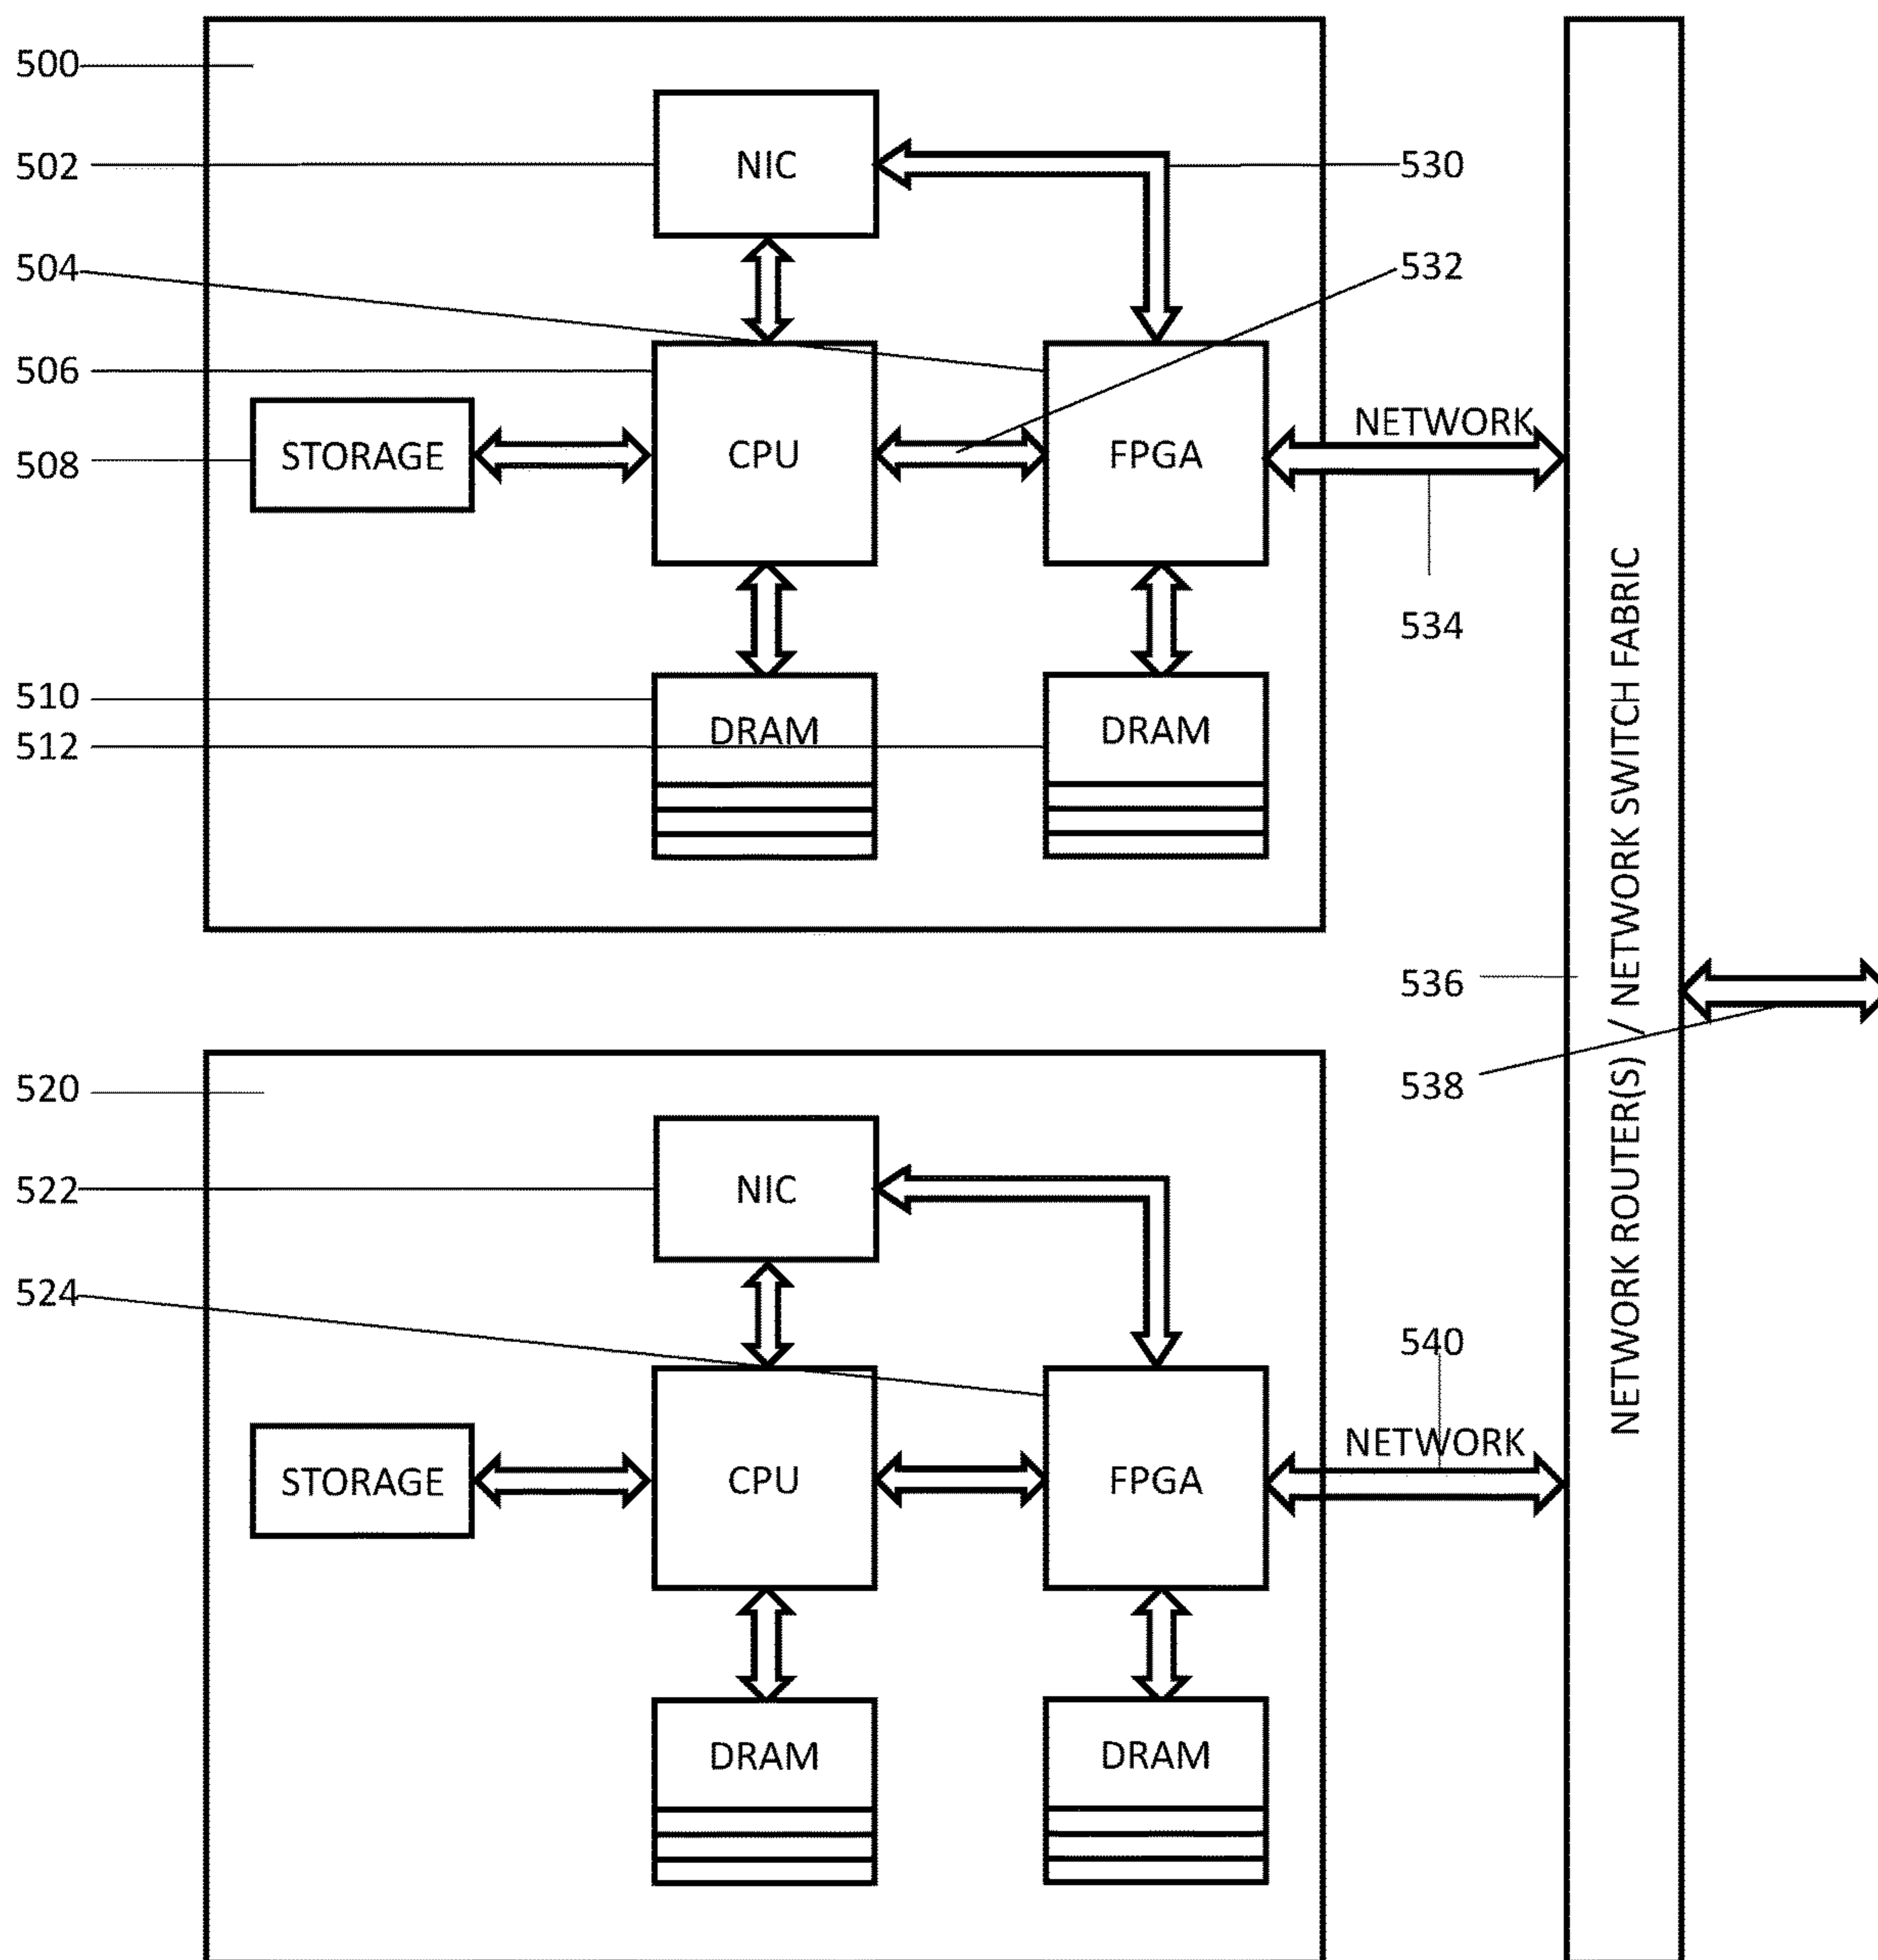 500
502
NIC
530
504
532
506
STORAGE
CPU
FPGA
NETWORK
508
534
510
DRAM
DRAM
512
536
538
NETWORK ROUTER(S) / NETWORK SWITCH FABRIC
520
522
NIC
524
540
NETWORK
STORAGE
CPU
FPGA
DRAM
DRAM